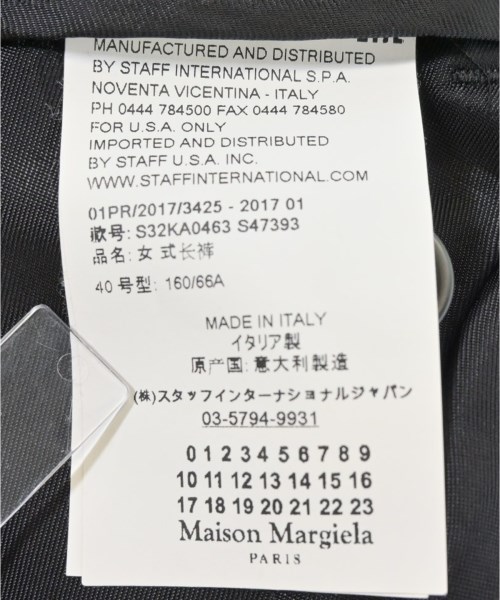 MANUFACTURED AND DISTRIBUTED
BY STAFF INTERNATIONAL S.P.A.
NOVENTA VICENTINA - ITALY
PH 0444 784500 FAX 0444 784580
FOR U.S.A. ONLY
IMPORTED AND DISTRIBUTED
BY STAFF U.S.A. INC.
WWW.STAFFINTERNATIONAL.COM
01PR/2017/3425 - 2017 01
款号: S32KA0463 S47393
品名: 女式长裤
40 号型: 160/66A
MADE IN ITALY
イタリア製
原产国: 意大利製造
(株)スタッフインターナショナルジャパン
03-5794-9931
0 1 2 3 4 5 6 7 8 9
10 11 12 13 14 15 16
17 18 19 20 21 22 23
Maison Margiela
PARIS